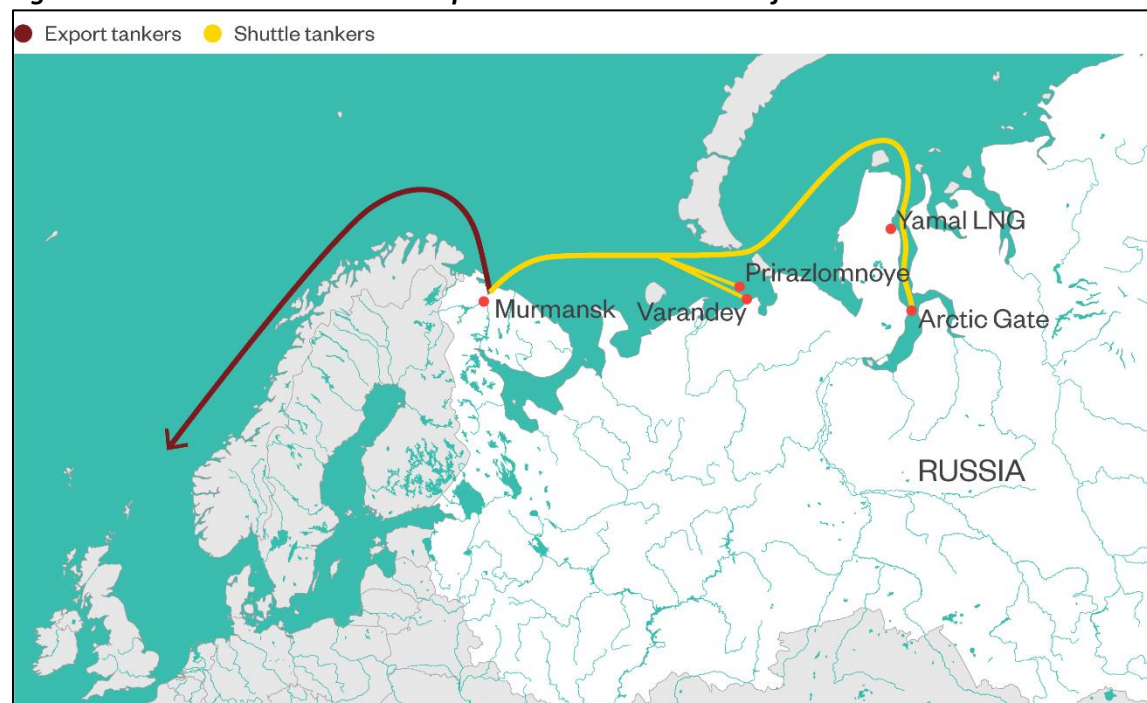 Export tankers Shuttle tankers
Yamal LNG
Prirazlomnoye
Murmansk
Varandey
Arctic Gate
RUSSIA